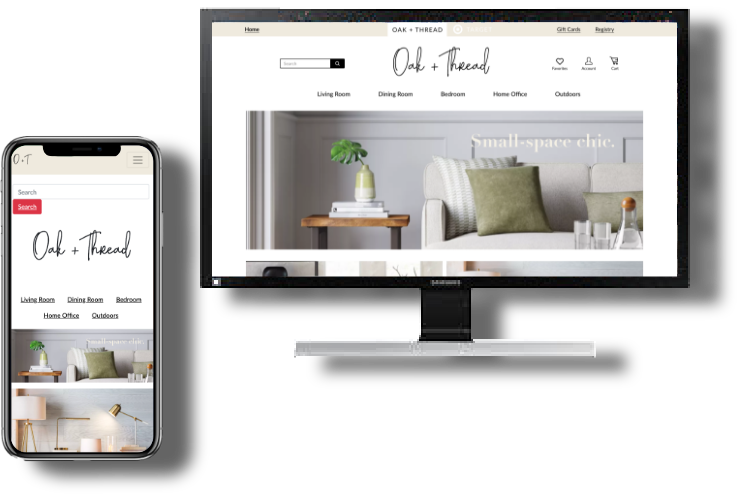 Home
OAK + THREAD
Gift Cards
Registry
Search
Oak + Thread
Favorites
Account
Cart
Living Room
Dining Room
Bedroom
Home Office
Outdoors
Small-space chic.
O+T
Search
Search
Oak + Thread
Living Room
Dining Room
Bedroom
Home Office
Outdoors
Small-space chic.